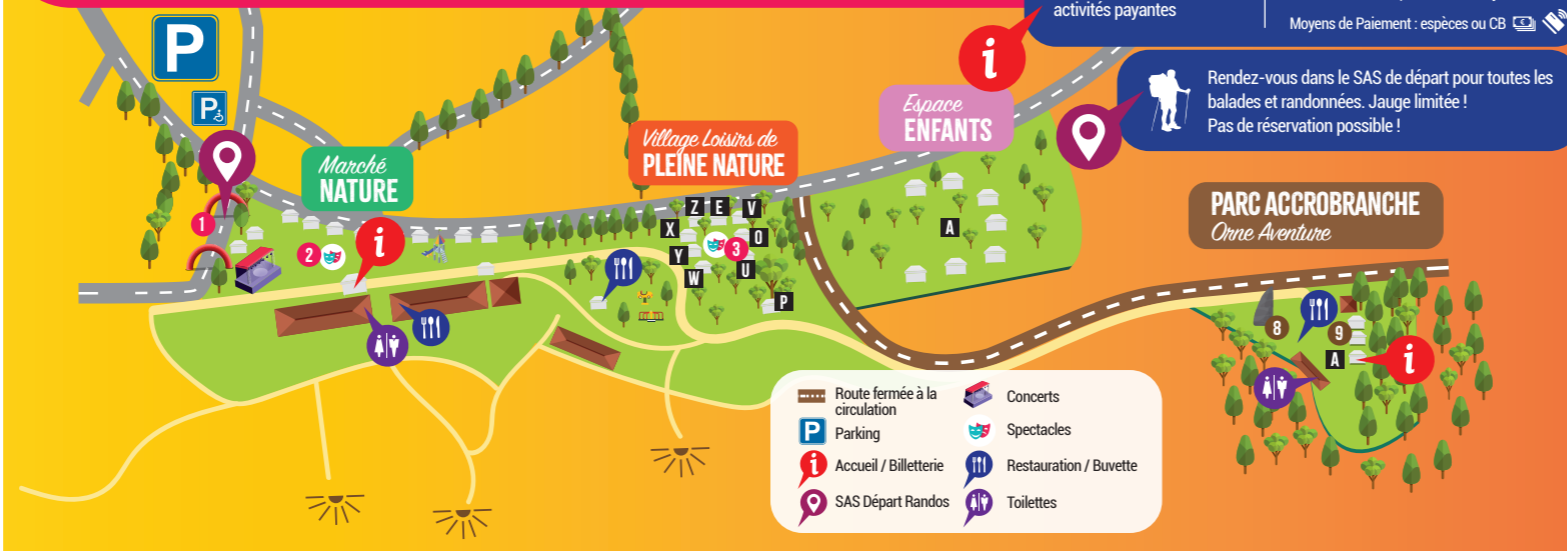 activités payantes
Moyens de Paiement : espèces ou CB
Rendez-vous dans le SAS de départ pour toutes les
balades et randonnées. Jauge limitée !
Pas de réservation possible !
P
P
i
Espace
ENFANTS
Village Loisirs de
PLEINE NATURE
Marché
NATURE
PARC ACCROBRANCHE
Orne Aventure
1
2
i
Z E V
X
O
3
Y
W
U
P
A
8
9
A
i
Route fermée à la
circulation
P Parking
i Accueil / Billetterie
SAS Départ Randos
Concerts
Spectacles
Restauration / Buvette
Toilettes